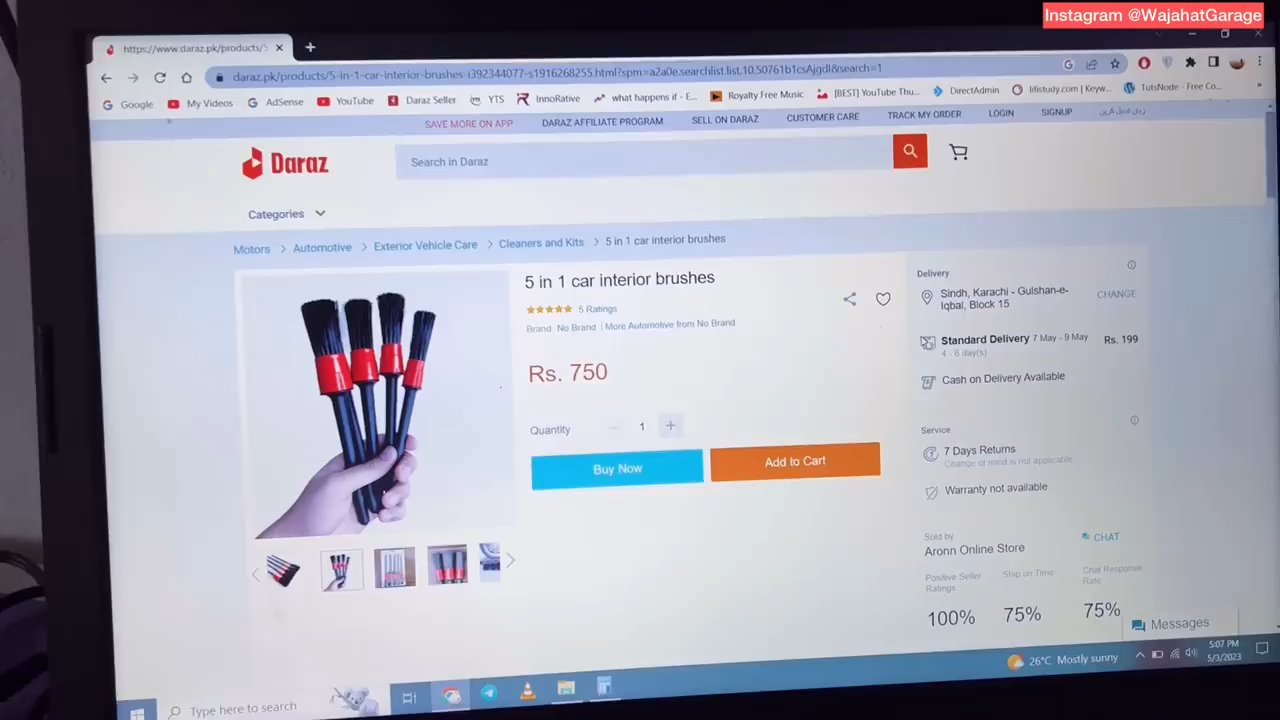 Instagram @WajahatGarage
https://www.daraz.pk/products/5
daraz.pk/products/5-in-1-car-interior-brushes-i392344077-s1916268255.html?spm=a2a0e.searchlist.list.10.50761b1csAjgdI&search=1
Google My Videos AdSense YouTube Daraz Seller YTS InnoRative what happens if - E... Royalty Free Music [BEST] YouTube Thu... DirectAdmin lifistudy.com | Keyw... TutsNode - Free Co...
SAVE MORE ON APP DARAZ AFFILIATE PROGRAM SELL ON DARAZ CUSTOMER CARE TRACK MY ORDER LOGIN SIGNUP
Daraz
Search in Daraz
Categories
Motors > Automotive > Exterior Vehicle Care > Cleaners and Kits > 5 in 1 car interior brushes
5 in 1 car interior brushes
5 Ratings
Brand: No Brand | More Automotive from No Brand
Rs. 750
Quantity 1
Buy Now
Add to Cart
Delivery
Sindh, Karachi - Gulshan-e-
Iqbal, Block 15
CHANGE
Standard Delivery 7 May - 9 May Rs. 199
4 - 6 day(s)
Cash on Delivery Available
Service
7 Days Returns
Change of mind is not applicable
Warranty not available
Sold by
Aronn Online Store
CHAT
Positive Seller
Ratings
Ship on Time
Chat Response
Rate
100% 75% 75%
Messages
Type here to search
26°C Mostly sunny
5:07 PM
5/3/2023